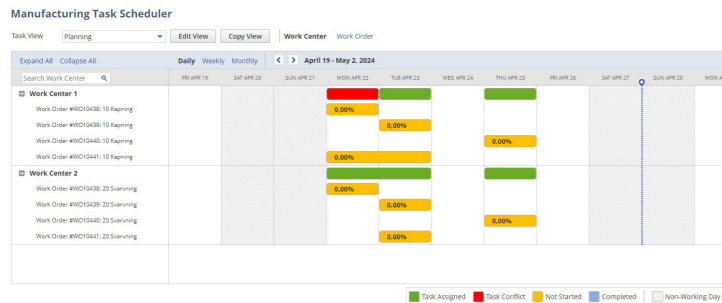 Manufacturing Task Scheduler
Task View Planning Edit View Copy View Work Center Work Order
Expand All Collapse All Daily Weekly Monthly April 19 - May 2, 2024
Search Work Center FRI APR 19 SAT APR 20 SUN APR 21 MON APR 22 TUE APR 23 WED APR 24 THU APR 25 FRI APR 26 SAT APR 27 SUN APR 28 MON A
Work Center 1
Work Order #WO10438: 10 Kapning 0,00%
Work Order #WO10439: 10 Kapning 0,00%
Work Order #WO10440: 10 Kapning 0,00%
Work Order #WO10441: 10 Kapning 0,00%
Work Center 2
Work Order #WO10438: 20 Svarvning 0,00%
Work Order #WO10439: 20 Svarvning 0,00%
Work Order #WO10440: 20 Svarvning 0,00%
Work Order #WO10441: 20 Svarvning 0,00%
Task Assigned Task Conflict Not Started Completed Non-Working Day